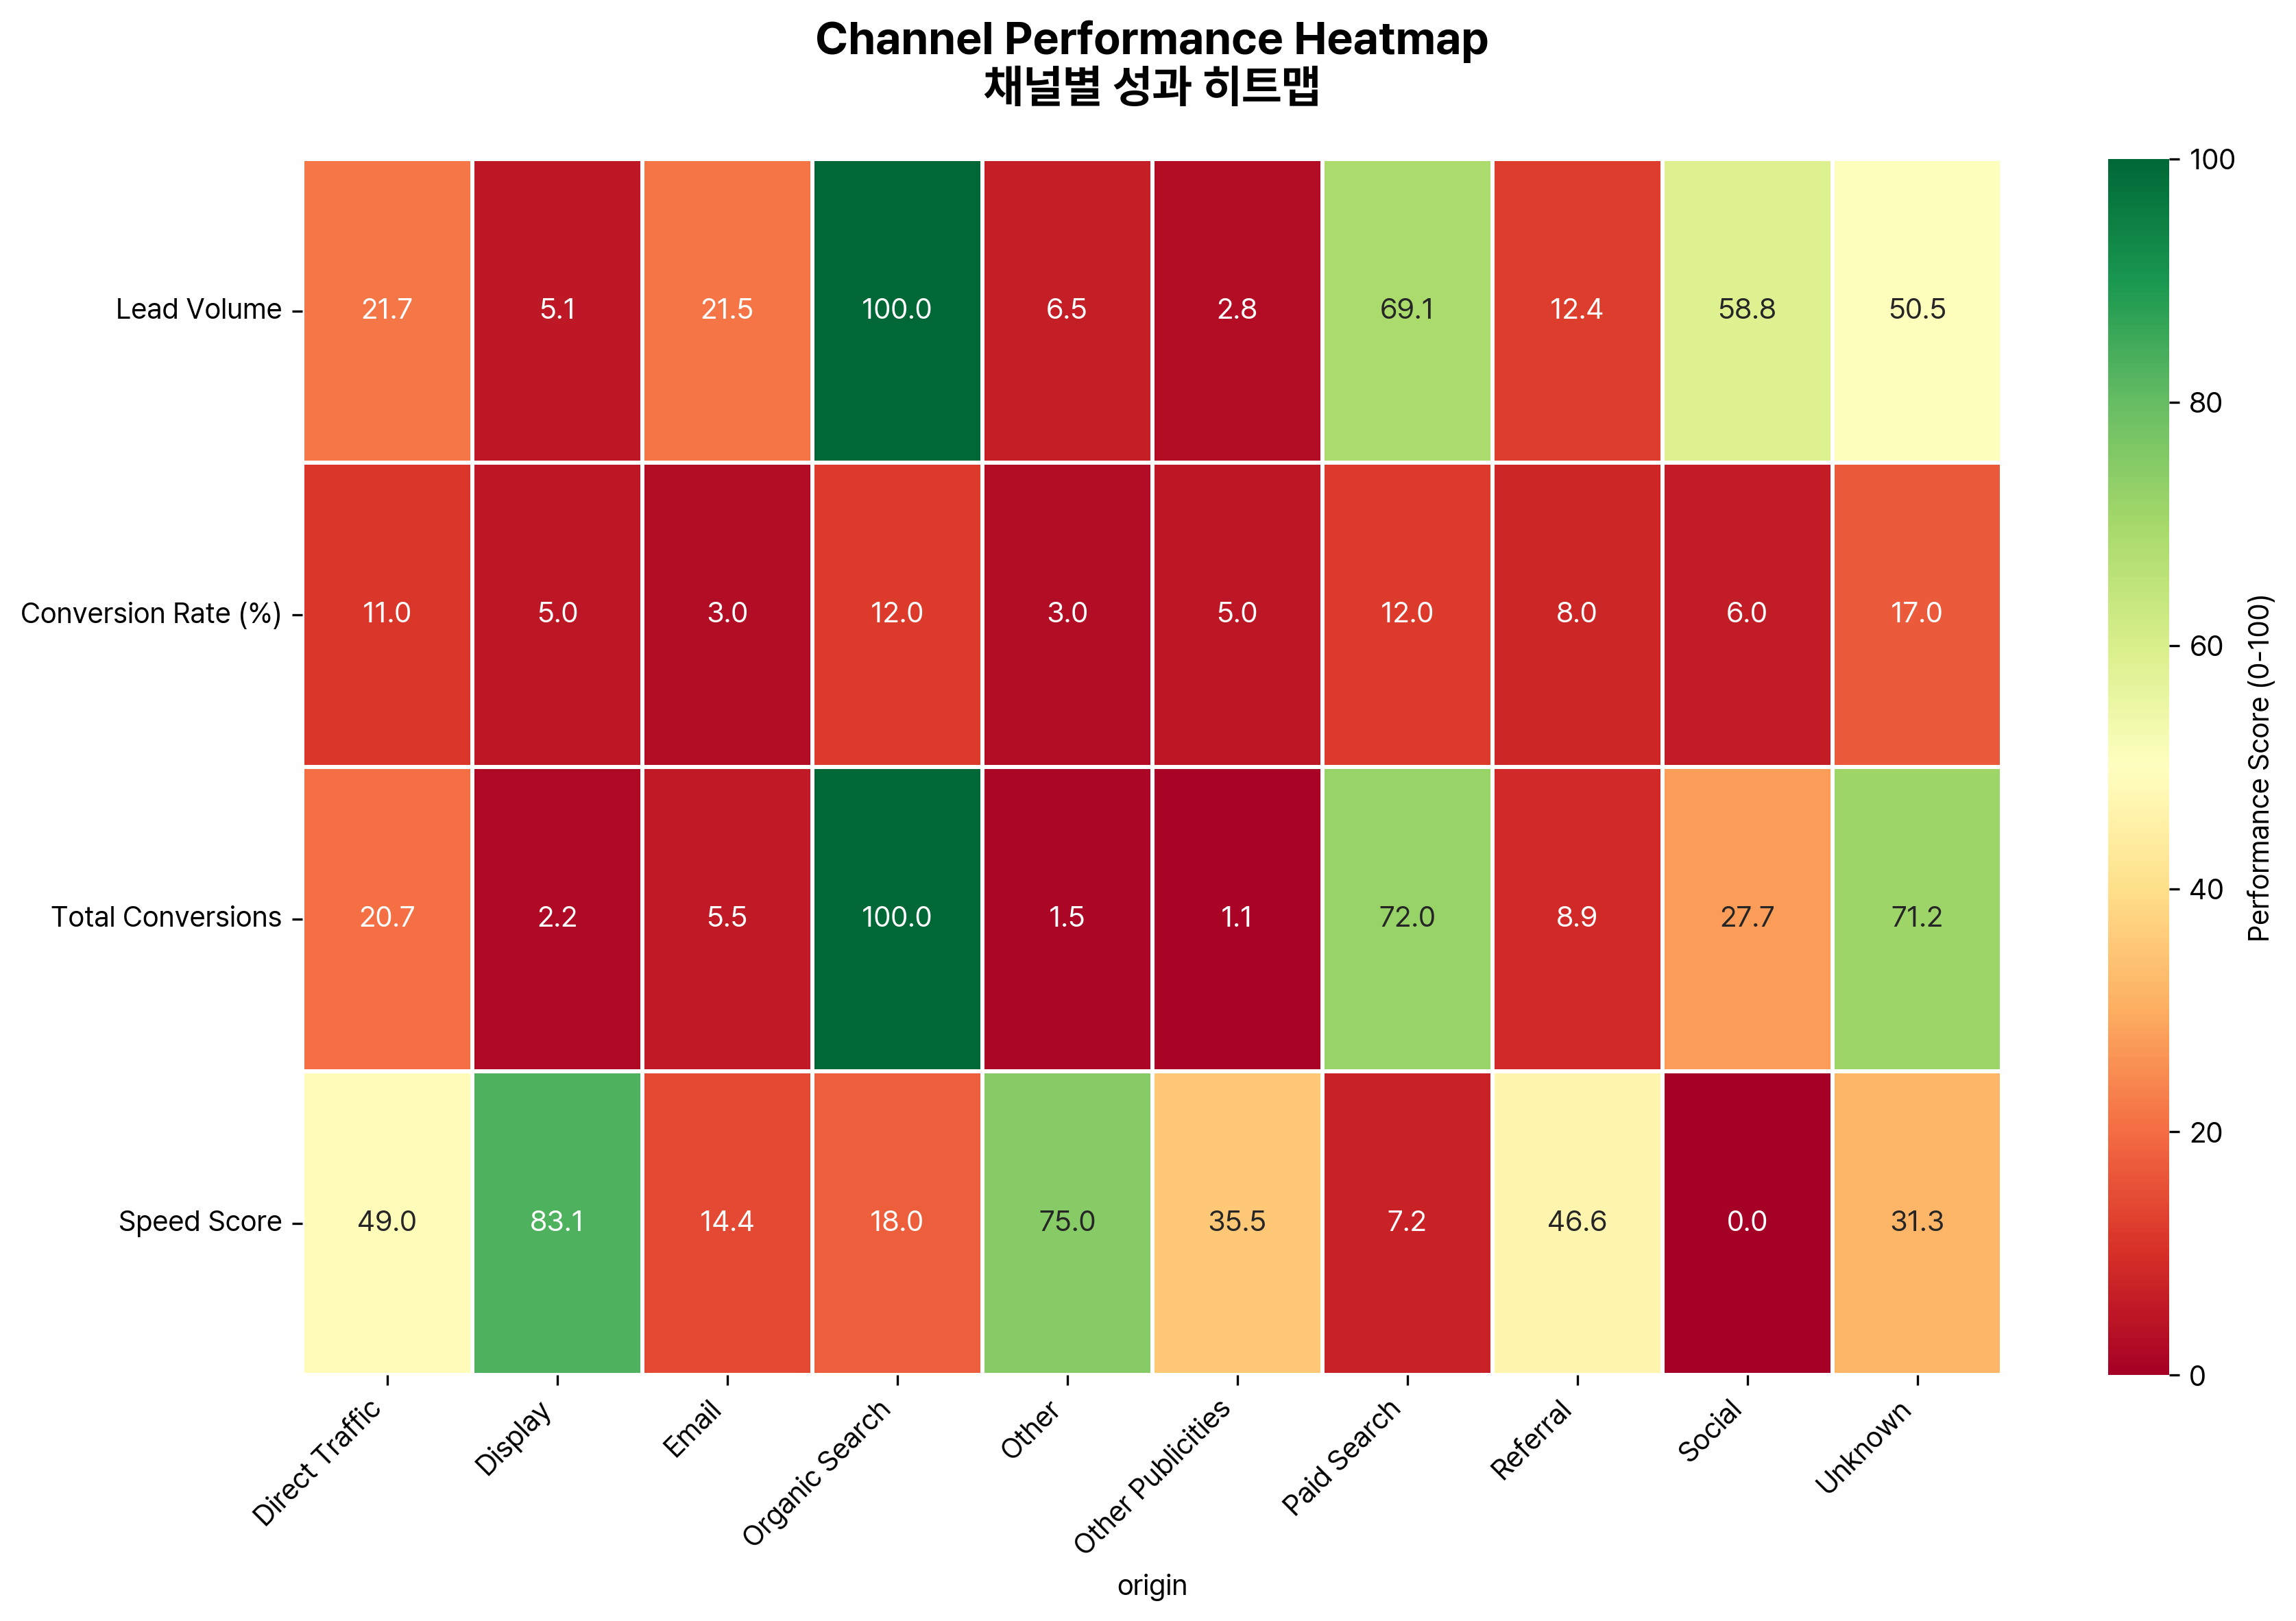 Channel Performance Heatmap
채널별 성과 히트맵
Lead Volume
21.7 5.1 21.5 100.0 6.5 2.8 69.1 12.4 58.8 50.5
Conversion Rate (%)
11.0 5.0 3.0 12.0 3.0 5.0 12.0 8.0 6.0 17.0
Total Conversions
20.7 2.2 5.5 100.0 1.5 1.1 72.0 8.9 27.7 71.2
Speed Score
49.0 83.1 14.4 18.0 75.0 35.5 7.2 46.6 0.0 31.3
Direct Traffic
Display
Email
Organic Search
Other
Other Publicities
Paid Search
Referral
Social
Unknown
origin
100
80
60
40
20
0
Performance Score (0-100)